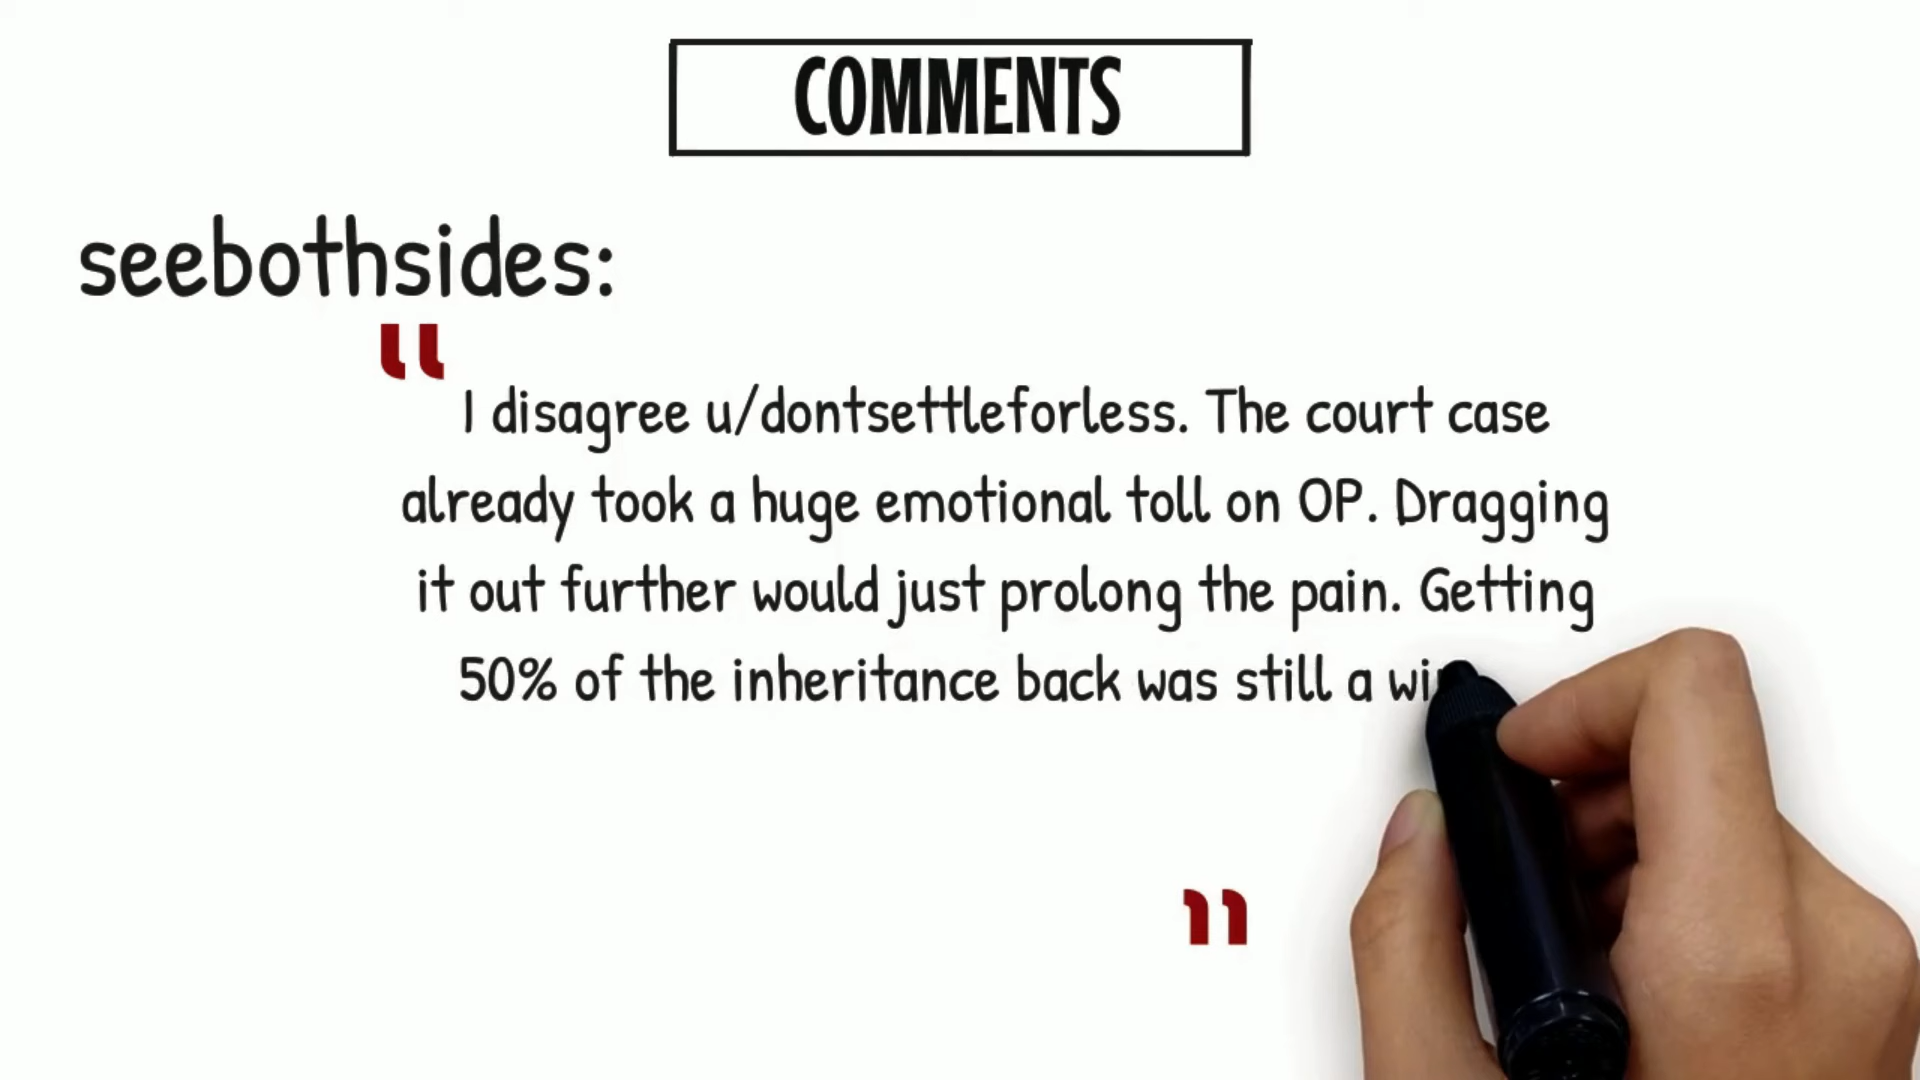 COMMENTS
seebothsides:
"
I disagree u/dontsettleforless. The court case
already took a huge emotional toll on OP. Dragging
it out further would just prolong the pain. Getting
50% of the inheritance back was still a
"